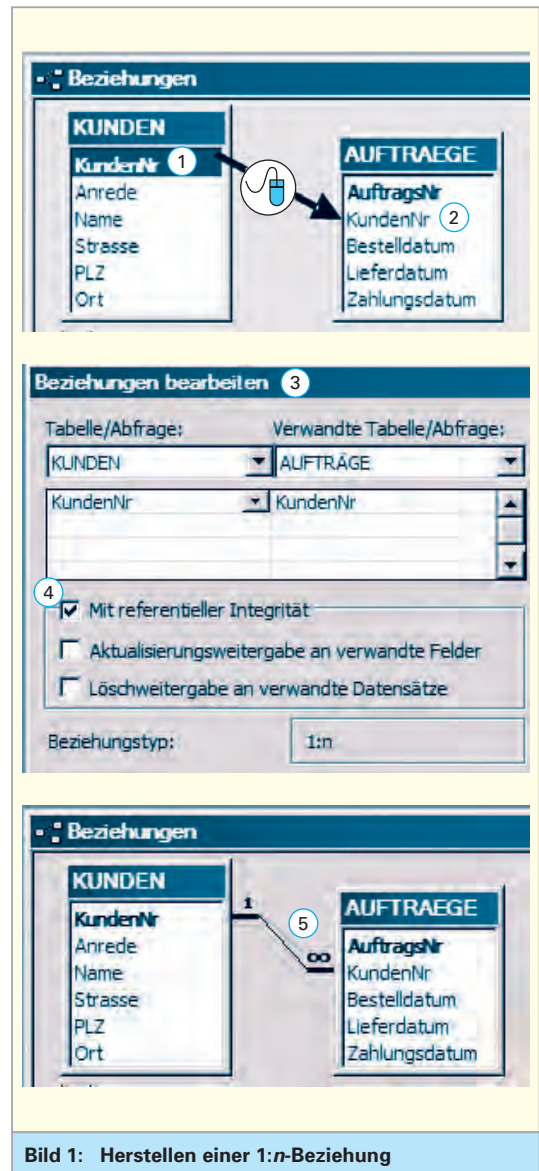 Beziehungen
KUNDEN
KundenNr 1
Anrede
Name
Strasse
PLZ
Ort
AUFTRAEGE
AuftragsNr
KundenNr 2
Bestelldatum
Lieferdatum
Zahlungsdatum
Beziehungen bearbeiten 3
Tabelle/Abfrage: Verwandte Tabelle/Abfrage:
KUNDEN AUFTRÄGE
KundenNr KundenNr
4
Mit referentieller Integrität
Aktualisierungsweitergabe an verwandte Felder
Löschweitergabe an verwandte Datensätze
Beziehungstyp: 1:n
Beziehungen
KUNDEN
KundenNr
Anrede
Name
Strasse
PLZ
Ort
1
5
∞
AUFTRAEGE
AuftragsNr
KundenNr
Bestelldatum
Lieferdatum
Zahlungsdatum
Bild 1: Herstellen einer 1:n-Beziehung